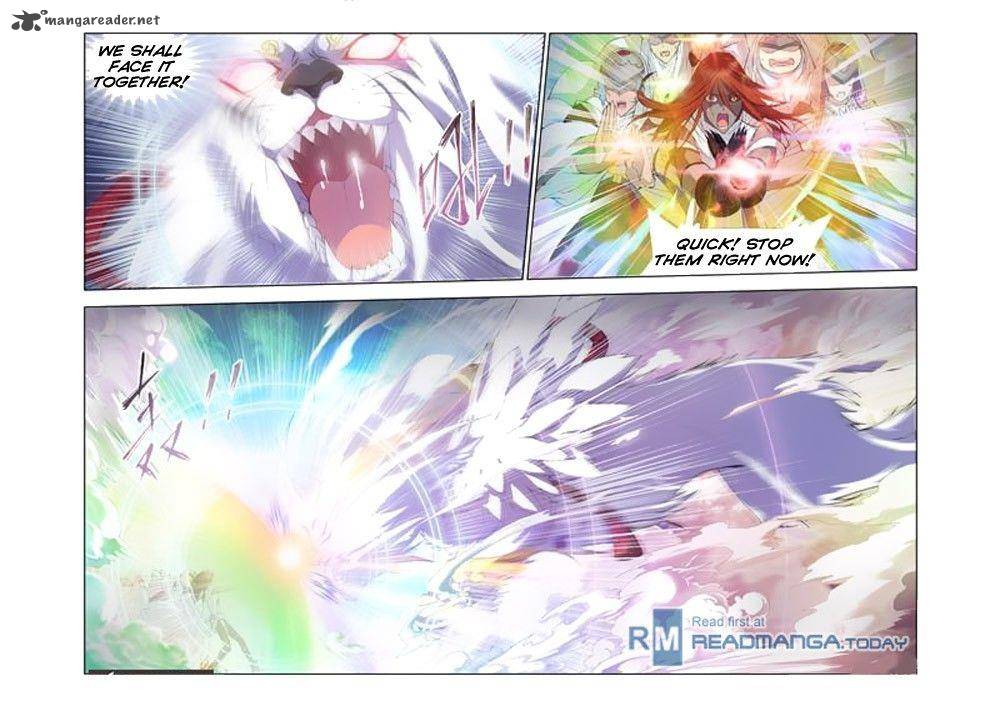 mangareader.net
WE SHALL
FACE IT
TOGETHER!
QUICK! STOP
THEM RIGHT NOW!
RM
Read first at
READMANGA.TODAY